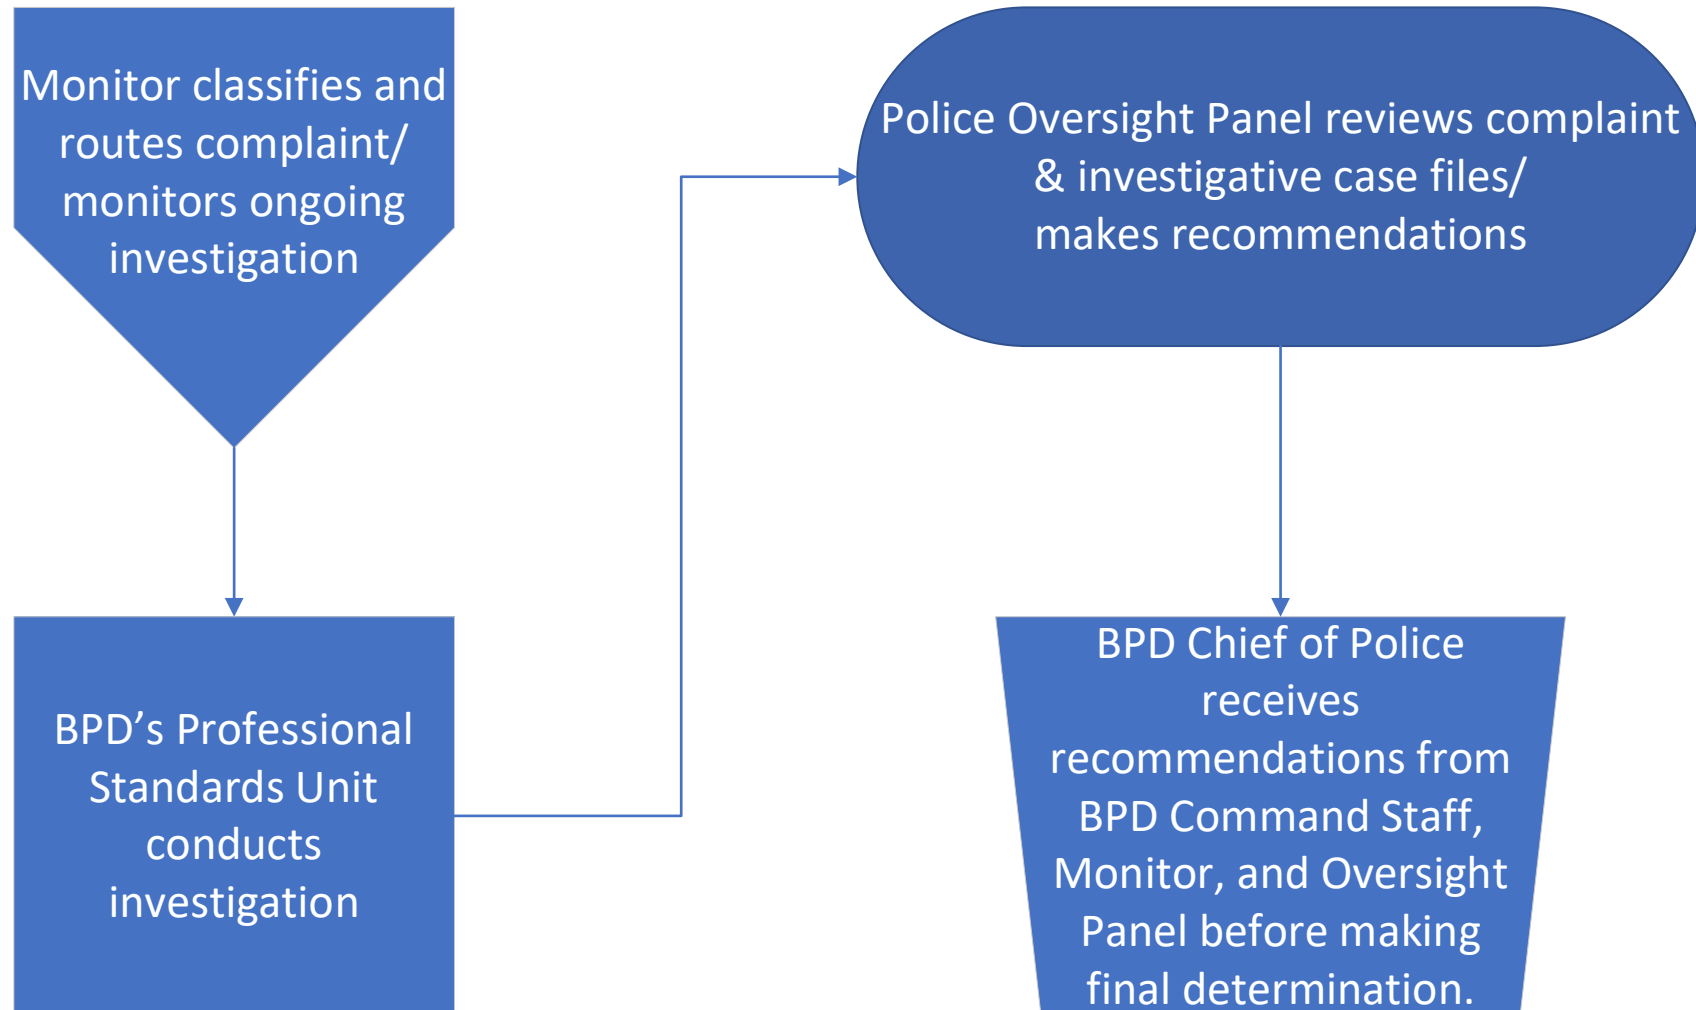 Monitor classifies and
routes complaint/
monitors ongoing
investigation
BPD’s Professional
Standards Unit
conducts
investigation
Police Oversight Panel reviews complaint
& investigative case files/
makes recommendations
BPD Chief of Police
receives
recommendations from
BPD Command Staff,
Monitor, and Oversight
Panel before making
final determination.